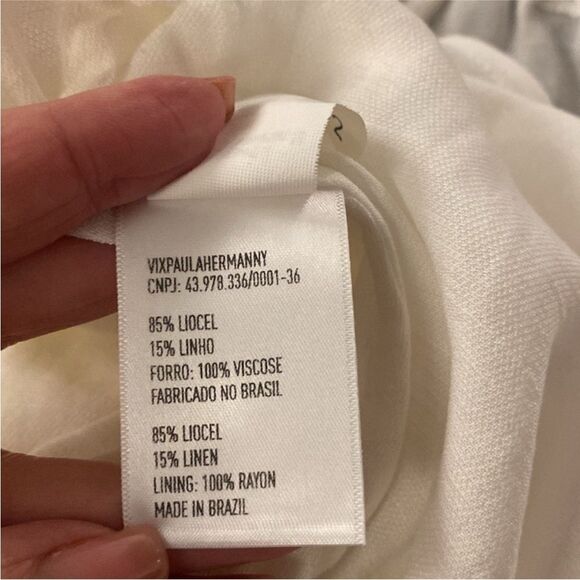 VIXPAULAHERMANNY
CNPJ: 43.978.336/0001-36
85% LIOCEL
15% LINHO
FORRO: 100% VISCOSE
FABRICADO NO BRASIL
85% LIOCEL
15% LINEN
LINING: 100% RAYON
MADE IN BRAZIL